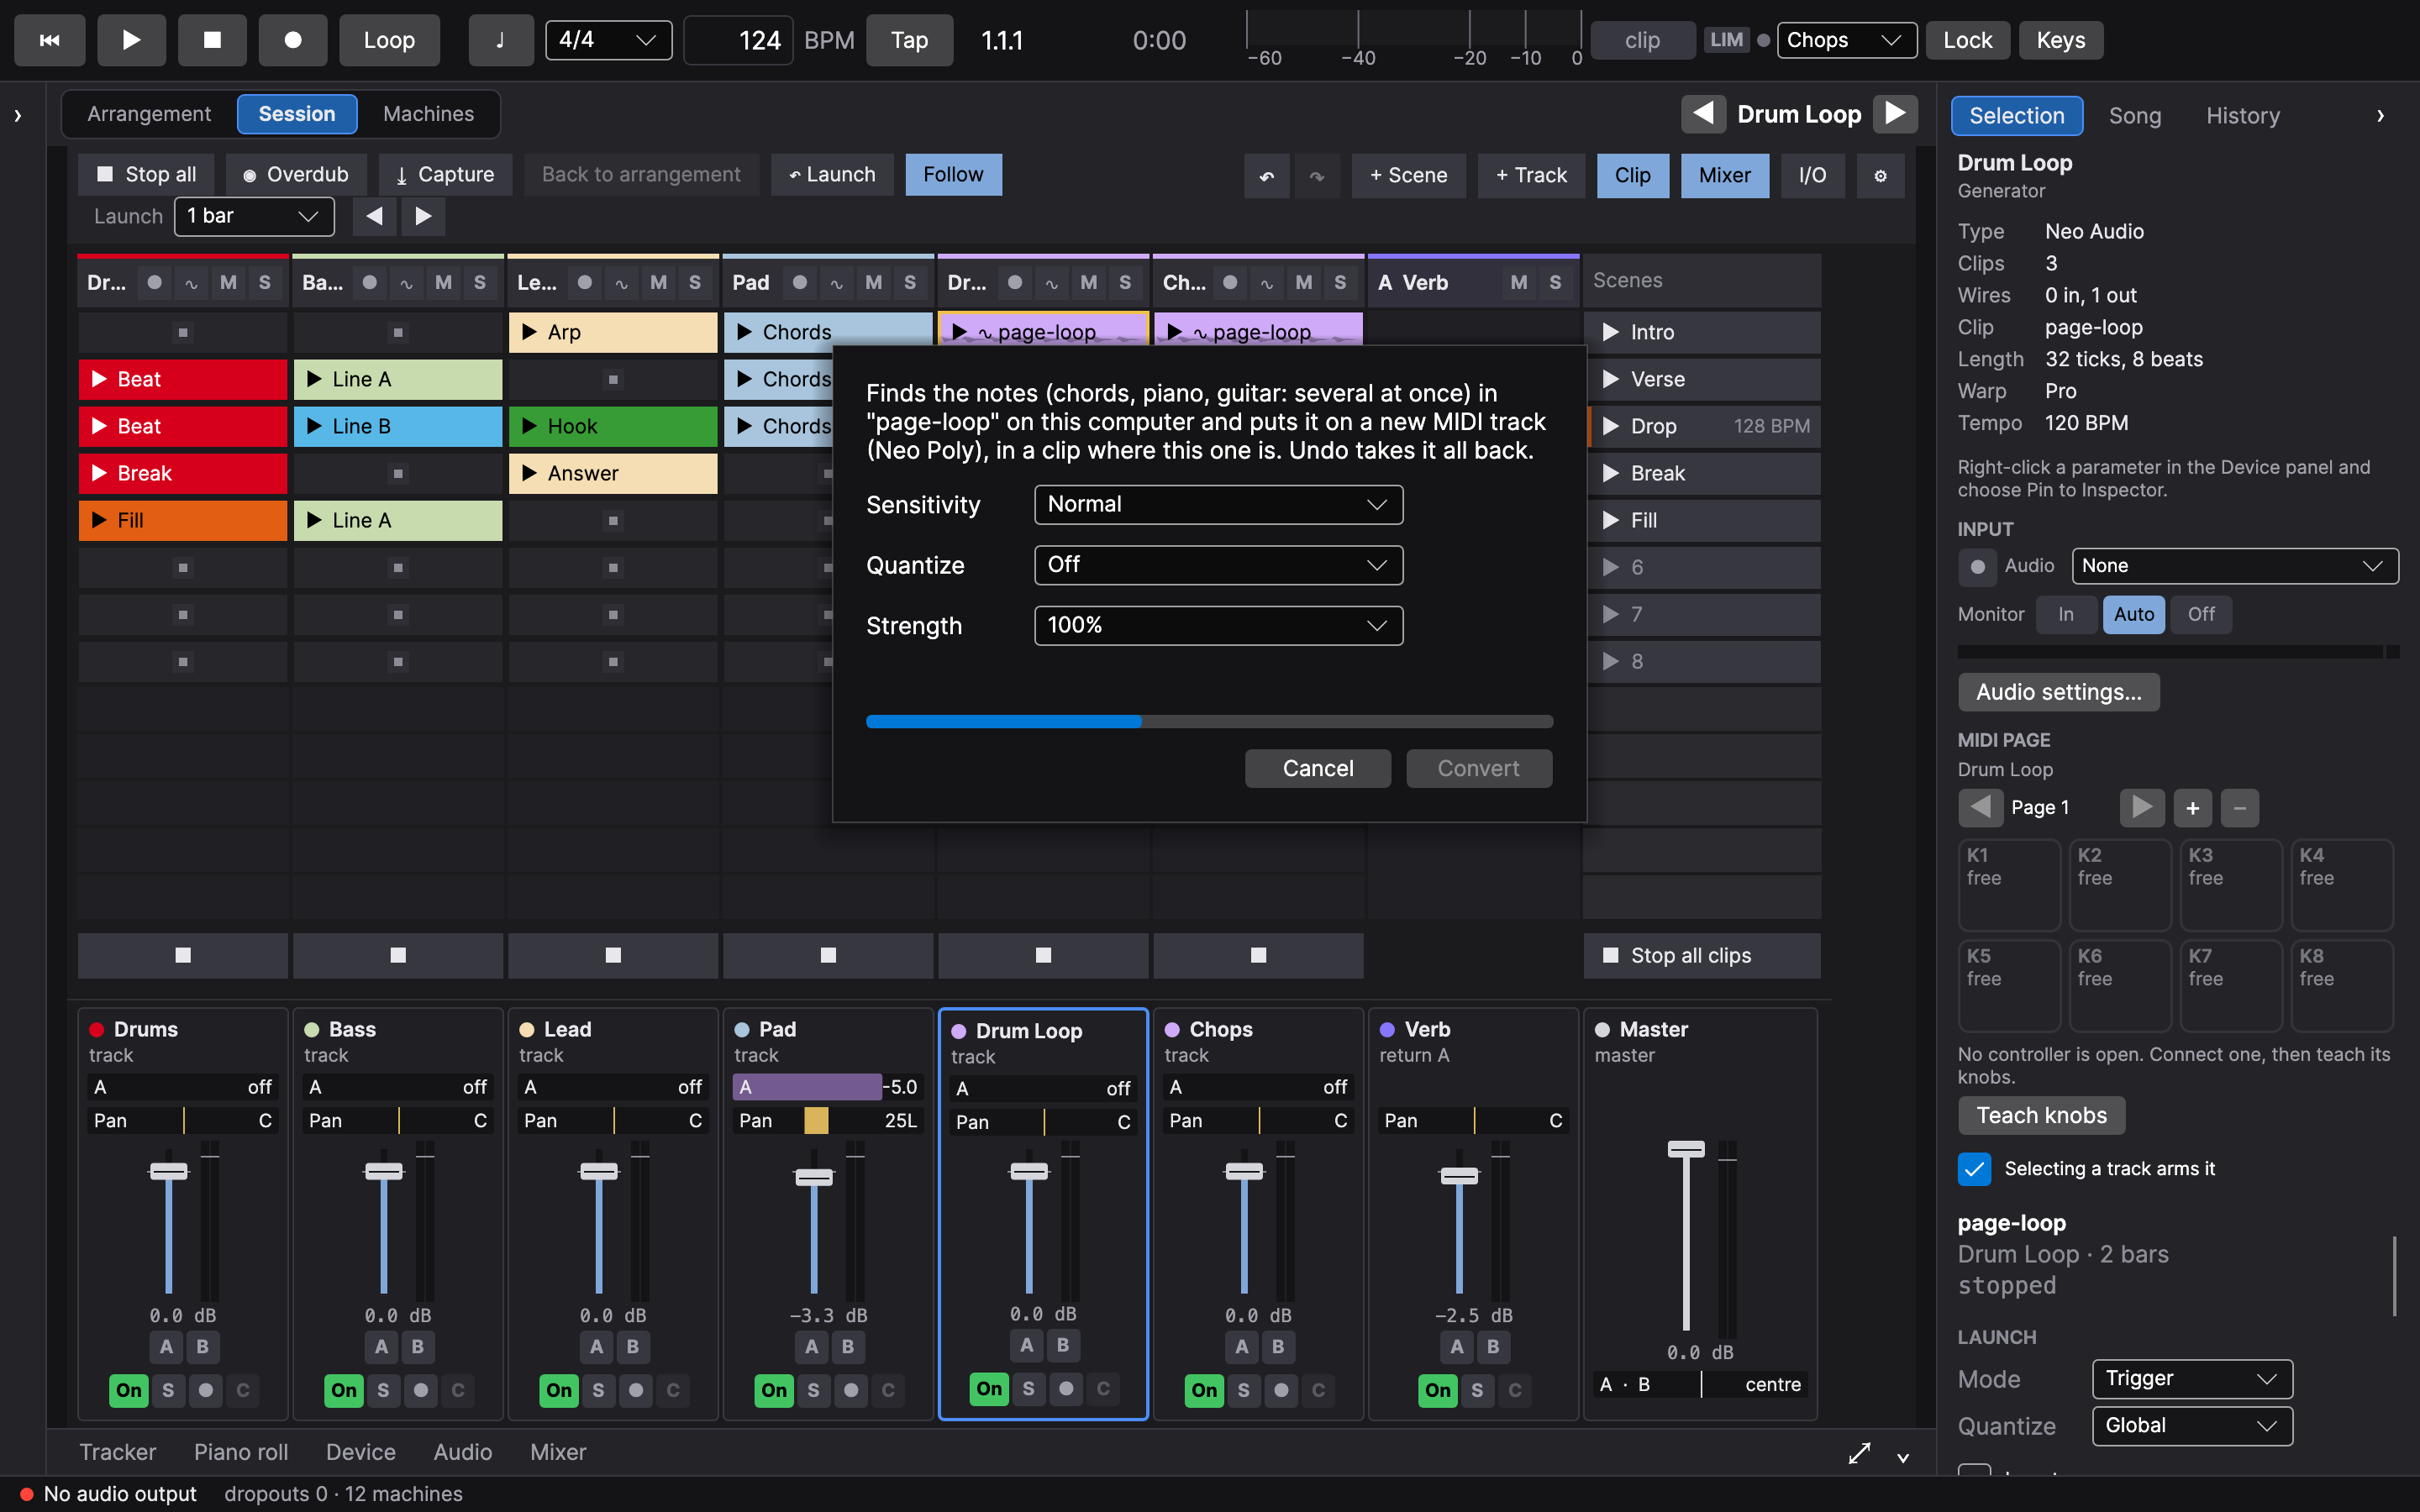 Loop
4/4
124 BPM
Tap
1.1.1
0:00
−60 −40 −20 −10 0
clip
LIM
Chops
Lock
Keys
Arrangement Session Machines
Drum Loop
Selection Song History
Stop all
Overdub
Capture
Back to arrangement
Launch
Follow
+ Scene
+ Track
Clip
Mixer
I/O
Launch 1 bar
Dr... M S
Ba... M S
Le... M S
Pad M S
Dr... M S
Ch... M S
A Verb M S
Scenes
Arp Chords page-loop page-loop Intro
Beat Line A Chords Verse
Beat Line B Hook Chords Drop 128 BPM
Break Answer Break
Fill Line A Fill
6
7
8
Finds the notes (chords, piano, guitar: several at once) in
"page-loop" on this computer and puts it on a new MIDI track
(Neo Poly), in a clip where this one is. Undo takes it all back.
Sensitivity Normal
Quantize Off
Strength 100%
Cancel Convert
Stop all clips
Drums
track
A off
Pan C
0.0 dB
A B
On S C
Bass
track
A off
Pan C
0.0 dB
A B
On S C
Lead
track
A off
Pan C
0.0 dB
A B
On S C
Pad
track
A -5.0
Pan 25L
−3.3 dB
A B
On S C
Drum Loop
track
A off
Pan C
0.0 dB
A B
On S C
Chops
track
A off
Pan C
0.0 dB
A B
On S C
Verb
return A
Pan C
−2.5 dB
A B
On S C
Master
master
0.0 dB
A · B centre
Drum Loop
Generator
Type Neo Audio
Clips 3
Wires 0 in, 1 out
Clip page-loop
Length 32 ticks, 8 beats
Warp Pro
Tempo 120 BPM
Right-click a parameter in the Device panel and
choose Pin to Inspector.
INPUT
Audio None
Monitor In Auto Off
Audio settings...
MIDI PAGE
Drum Loop
Page 1 + −
K1 K2 K3 K4
free free free free
K5 K6 K7 K8
free free free free
No controller is open. Connect one, then teach its
knobs.
Teach knobs
Selecting a track arms it
page-loop
Drum Loop · 2 bars
stopped
LAUNCH
Mode Trigger
Quantize Global
Tracker Piano roll Device Audio Mixer
No audio output dropouts 0 · 12 machines